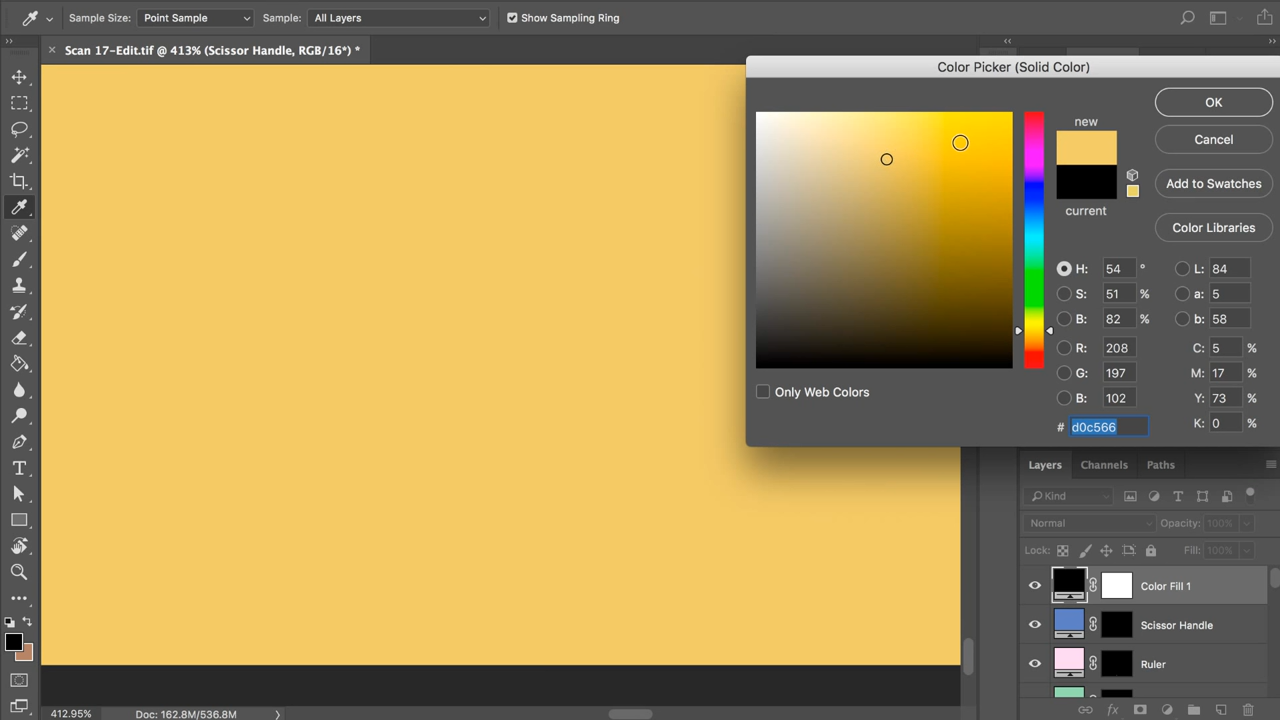 Sample Size: Point Sample Sample: All Layers Show Sampling Ring
Scan 17-Edit.tif @ 413% (Scissor Handle, RGB/16*) *
Color Picker (Solid Color)
new
current
OK
Cancel
Add to Swatches
Color Libraries
H: 54 ° L: 84
S: 51 % a: 5
B: 82 % b: 58
R: 208 C: 5 %
G: 197 M: 17 %
B: 102 Y: 73 %
# d0c566 K: 0 %
Only Web Colors
Layers Channels Paths
Kind
Normal Opacity: 100%
Lock: Fill: 100%
Color Fill 1
Scissor Handle
Ruler
412.95% Doc: 162.8M/536.8M